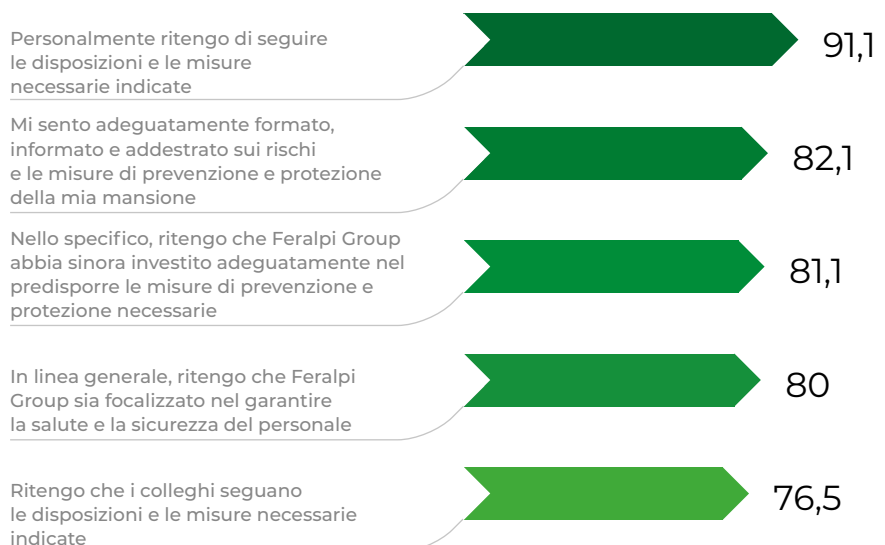 Personalmente ritengo di seguire
le disposizioni e le misure
necessarie indicate
91,1
Mi sento adeguatamente formato,
informato e addestrato sui rischi
e le misure di prevenzione e protezione
della mia mansione
82,1
Nello specifico, ritengo che Feralpi Group
abbia sinora investito adeguatamente nel
predisporre le misure di prevenzione e
protezione necessarie
81,1
In linea generale, ritengo che Feralpi
Group sia focalizzato nel garantire
la salute e la sicurezza del personale
80
Ritengo che i colleghi seguano
le disposizioni e le misure necessarie
indicate
76,5